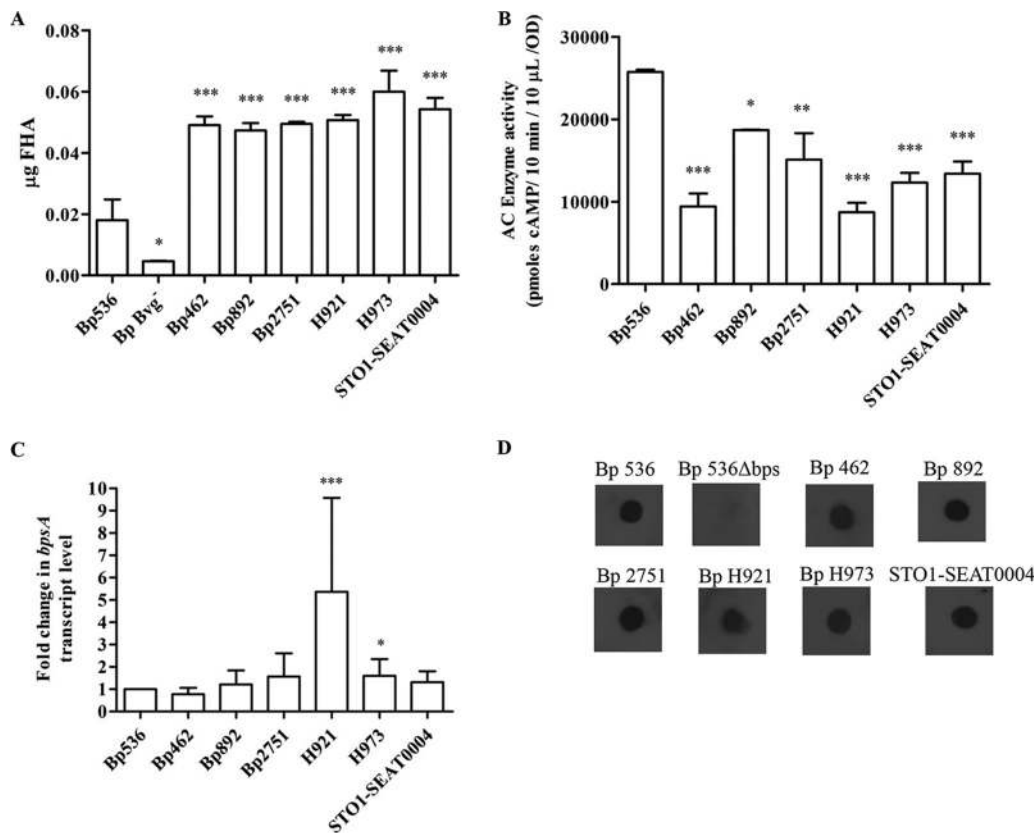 A
0.08
0.06
0.04
0.02
0.00
µg FHA
***
***
***
***
***
***
*
Bp536
Bp Bvg-
Bp462
Bp892
Bp2751
H921
H973
STO1-SEAT0004
B
30000
20000
10000
0
AC Enzyme activity
(pmoles cAMP/ 10 min / 10 µL /OD)
***
*
**
***
***
***
Bp536
Bp462
Bp892
Bp2751
H921
H973
STO1-SEAT0004
C
10
9
8
7
6
5
4
3
2
1
0
Fold change in bpsA
transcript level
***
*
Bp536
Bp462
Bp892
Bp2751
H921
H973
STO1-SEAT0004
D
Bp 536 Bp 536Δbps Bp 462 Bp 892
Bp 2751 Bp H921 Bp H973 STO1-SEAT0004